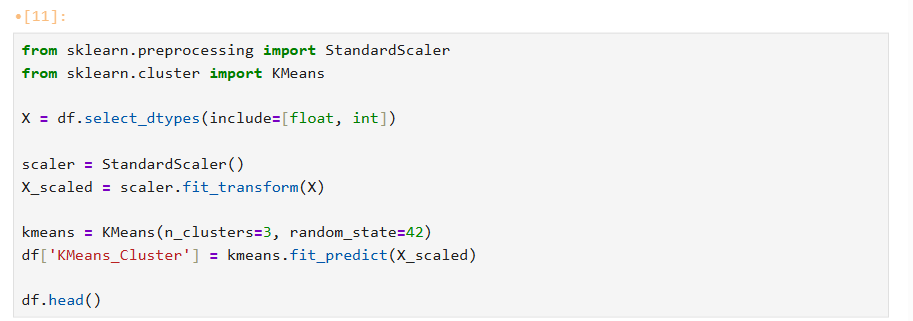 •[11]:
from sklearn.preprocessing import StandardScaler
from sklearn.cluster import KMeans
X = df.select_dtypes(include=[float, int])
scaler = StandardScaler()
X_scaled = scaler.fit_transform(X)
kmeans = KMeans(n_clusters=3, random_state=42)
df['KMeans_Cluster'] = kmeans.fit_predict(X_scaled)
df.head()